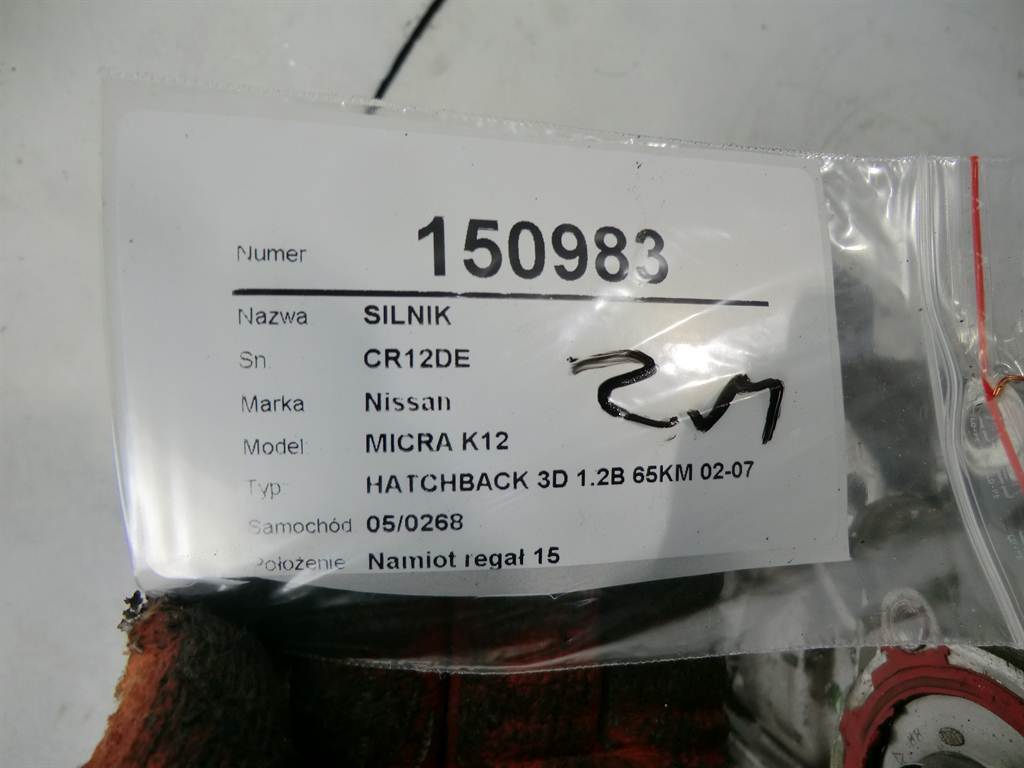 Numer 150983
Nazwa SILNIK
Sn. CR12DE
Marka Nissan
Model MICRA K12
Typ HATCHBACK 3D 1.2B 65KM 02-07
Samochód 05/0268
Położenie Namiot regał 15